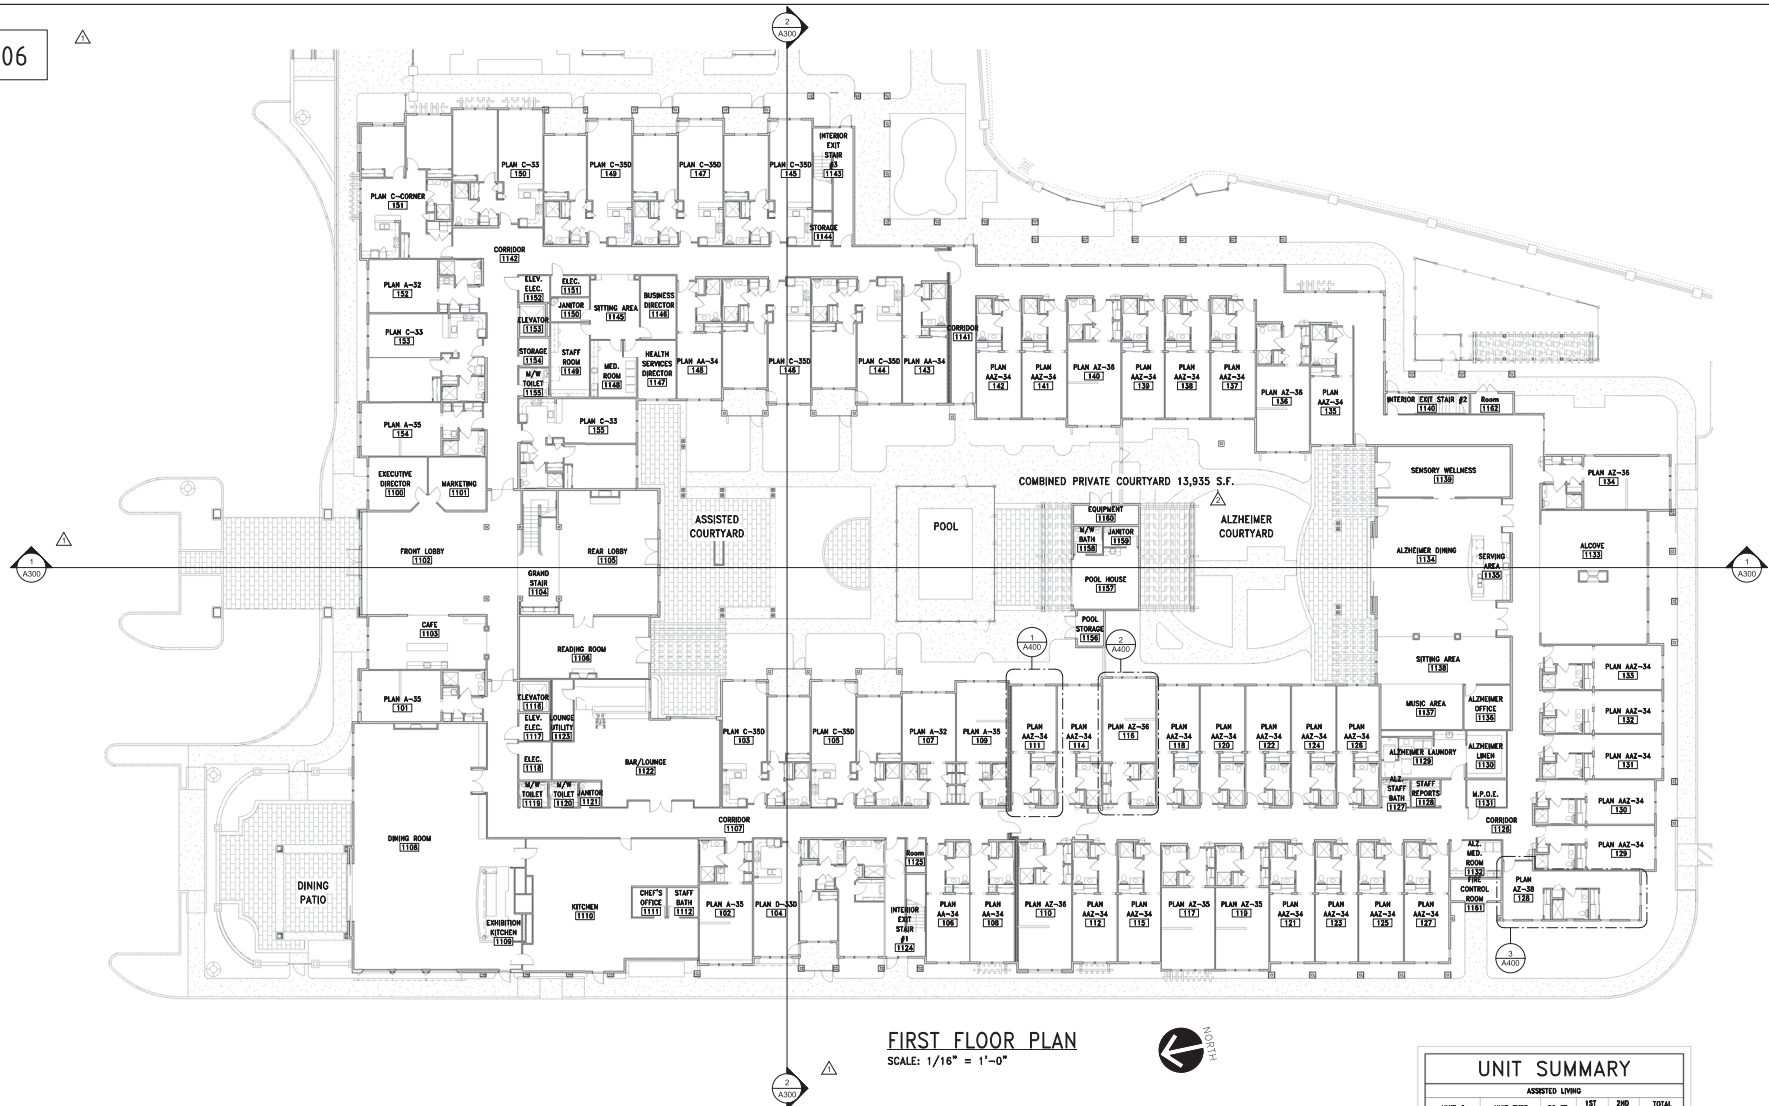 06
1
2
A300
INTERIOR
EXIT
STAIR
#3
1143
PLAN C-33
150
PLAN C-35D
149
PLAN C-35D
147
PLAN C-35D
145
PLAN C-CORNER
151
STORAGE
1144
CORRIDOR
1142
ELEV.
ELEC.
1152
ELEC.
1151
JANITOR
1150
SITTING AREA
1145
BUSINESS
DIRECTOR
1146
PLAN A-32
152
ELEVATOR
1153
PLAN C-33
153
STORAGE
1154
STAFF
ROOM
1149
MED.
ROOM
1148
HEALTH
SERVICES
DIRECTOR
1147
M/W
TOILET
1155
PLAN AA-34
148
PLAN C-35D
146
PLAN C-35D
144
PLAN AA-34
143
CORRIDOR
1141
PLAN
AAZ-34
142
PLAN
AAZ-34
141
PLAN AZ-36
140
PLAN
AAZ-34
139
PLAN
AAZ-34
138
PLAN
AAZ-34
137
PLAN AZ-36
136
PLAN
AAZ-34
135
INTERIOR EXIT STAIR #2
1140
Room
1162
PLAN A-35
154
PLAN C-33
155
EXECUTIVE
DIRECTOR
1100
MARKETING
1101
SENSORY WELLNESS
1139
PLAN AZ-36
134
COMBINED PRIVATE COURTYARD 13,935 S.F.
2
ASSISTED
COURTYARD
POOL
EQUIPMENT
1160
M/W
BATH
1158
JANITOR
1159
ALZHEIMER
COURTYARD
1
1
A300
FRONT LOBBY
1102
REAR LOBBY
1105
GRAND
STAIR
1104
POOL HOUSE
1157
ALZHEIMER DINING
1134
SERVING
AREA
1135
ALCOVE
1133
1
A300
CAFE
1103
READING ROOM
1106
POOL
STORAGE
1156
1
A400
2
A400
SITTING AREA
1138
PLAN AAZ-34
133
PLAN A-35
101
ELEVATOR
1116
ELEV.
ELEC.
1117
LOUNGE
UTILITY
1123
ELEC.
1118
BAR/LOUNGE
1122
M/W
TOILET
1119
M/W
TOILET
1120
JANITOR
1121
PLAN C-35D
103
PLAN C-35D
105
PLAN A-32
107
PLAN A-35
109
PLAN
AAZ-34
111
PLAN
AAZ-34
114
PLAN AZ-36
116
PLAN
AAZ-34
118
PLAN
AAZ-34
120
PLAN
AAZ-34
122
PLAN
AAZ-34
124
PLAN
AAZ-34
126
MUSIC AREA
1137
ALZHEIMER
OFFICE
1136
PLAN AAZ-34
132
ALZHEIMER LAUNDRY
1129
ALZHEIMER
LINEN
1130
PLAN AAZ-34
131
ALZ.
STAFF
BATH
1127
STAFF
REPORTS
1128
M.P.O.E.
1131
PLAN AAZ-34
130
CORRIDOR
1107
CORRIDOR
1126
DINING ROOM
1108
PLAN AAZ-34
129
Room
1125
ALZ.
MED.
ROOM
1132
FIRE
CONTROL
ROOM
1161
PLAN
AZ-38
128
DINING
PATIO
EXHIBITION
KITCHEN
1109
KITCHEN
1110
CHEF'S
OFFICE
1111
STAFF
BATH
1112
PLAN A-35
102
PLAN D-33D
104
INTERIOR
EXIT
STAIR
#1
1124
PLAN
AA-34
106
PLAN
AA-34
108
PLAN AZ-36
110
PLAN
AAZ-34
112
PLAN
AAZ-34
115
PLAN AZ-35
117
PLAN AZ-35
119
PLAN
AAZ-34
121
PLAN
AAZ-34
123
PLAN
AAZ-34
125
PLAN
AAZ-34
127
3
A400
FIRST FLOOR PLAN
SCALE: 1/16" = 1'-0"
NORTH
1
2
A300
UNIT SUMMARY
ASSISTED LIVING
1ST 2ND TOTAL